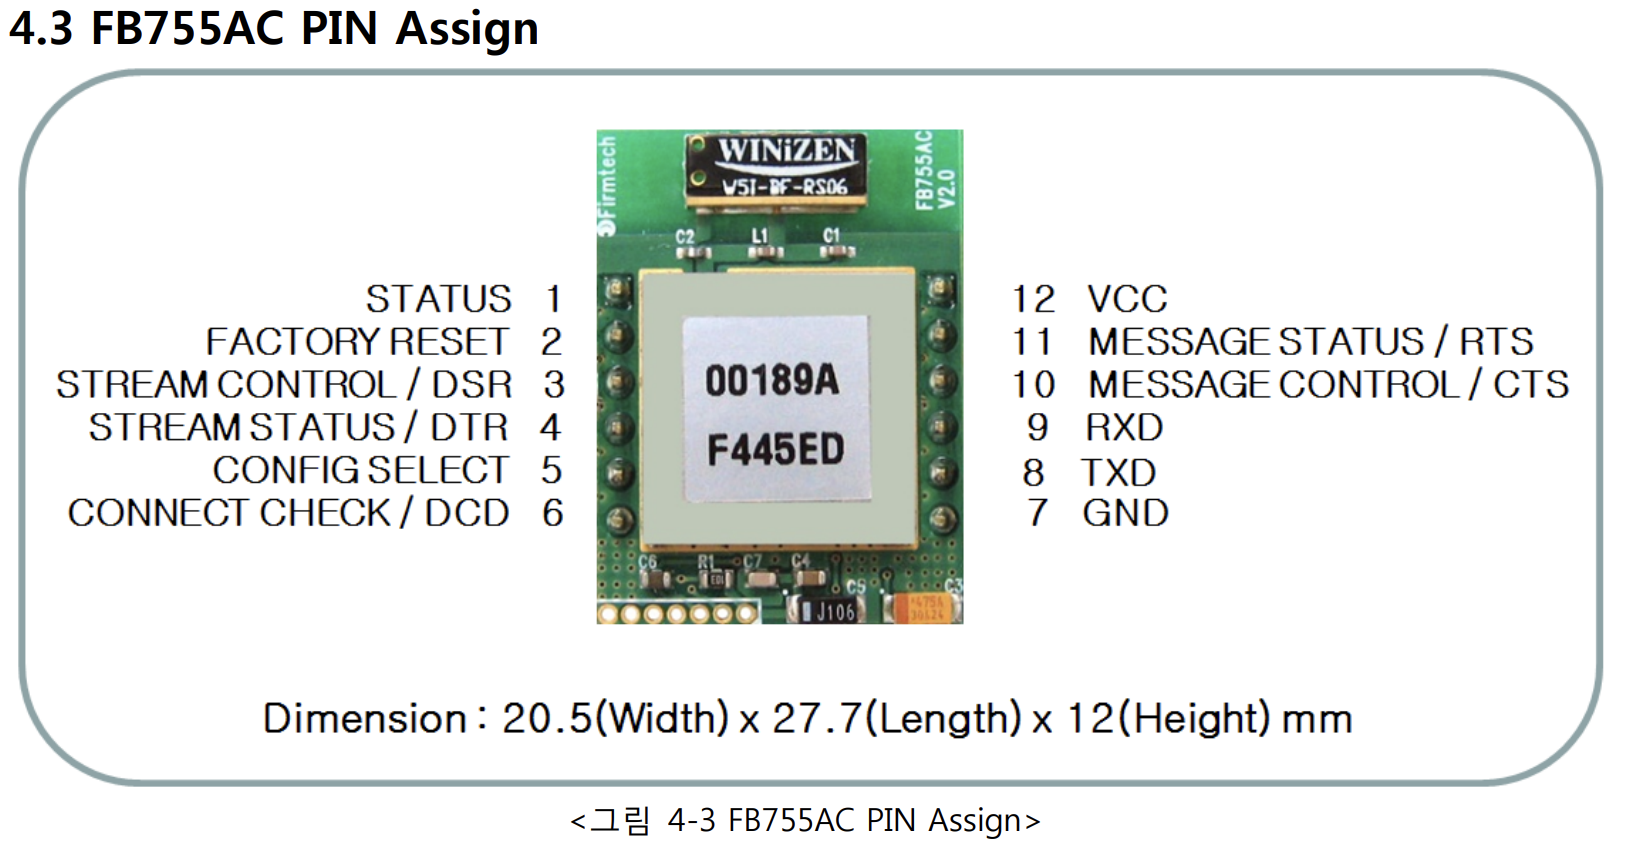 4.3 FB755AC PIN Assign
Firmtech
WINiZEN
W5I-BF-RS06
FB755AC
V2.0
C2 L1 C1
STATUS 1
FACTORY RESET 2
STREAM CONTROL / DSR 3
STREAM STATUS / DTR 4
CONFIG SELECT 5
CONNECT CHECK / DCD 6
00189A
F445ED
12 VCC
11 MESSAGE STATUS / RTS
10 MESSAGE CONTROL / CTS
9 RXD
8 TXD
7 GND
C6 R1 C7 C4 C5 C3
J106
475A
Dimension : 20.5(Width) x 27.7(Length) x 12(Height) mm
<그림 4-3 FB755AC PIN Assign>